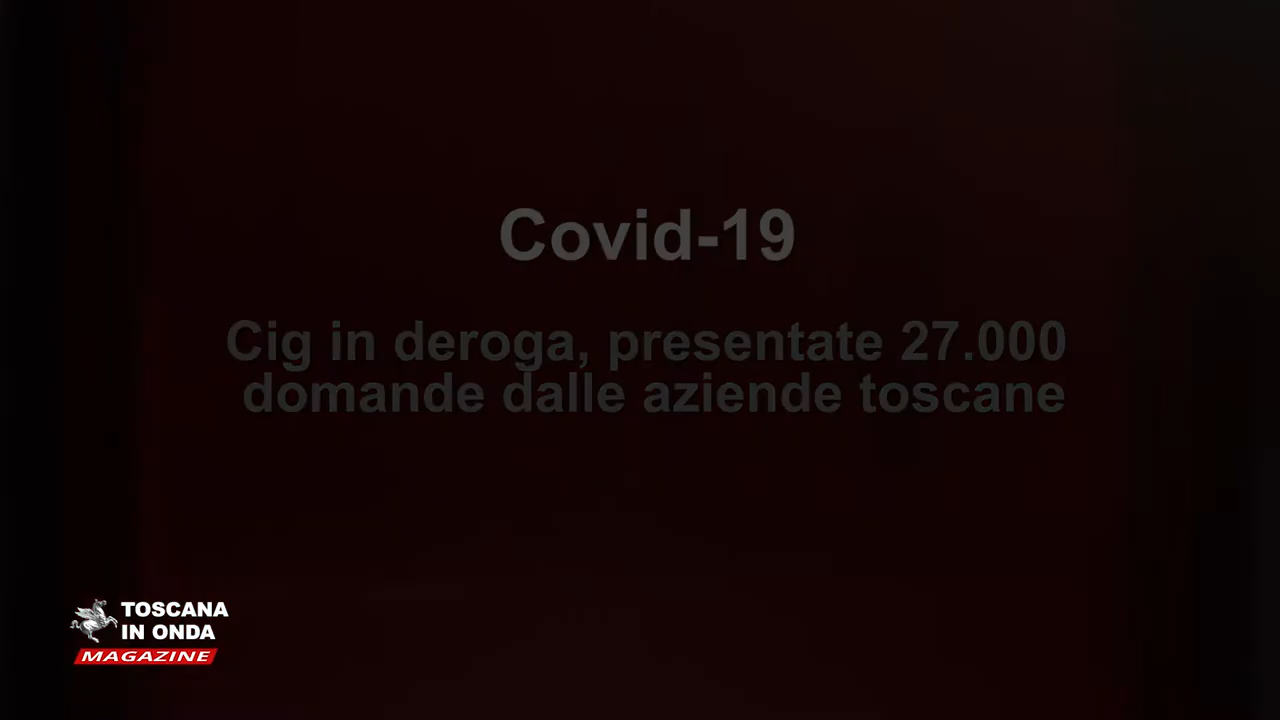 Covid-19
Cig in deroga, presentate 27.000
domande dalle aziende toscane
TOSCANA
IN ONDA
MAGAZINE